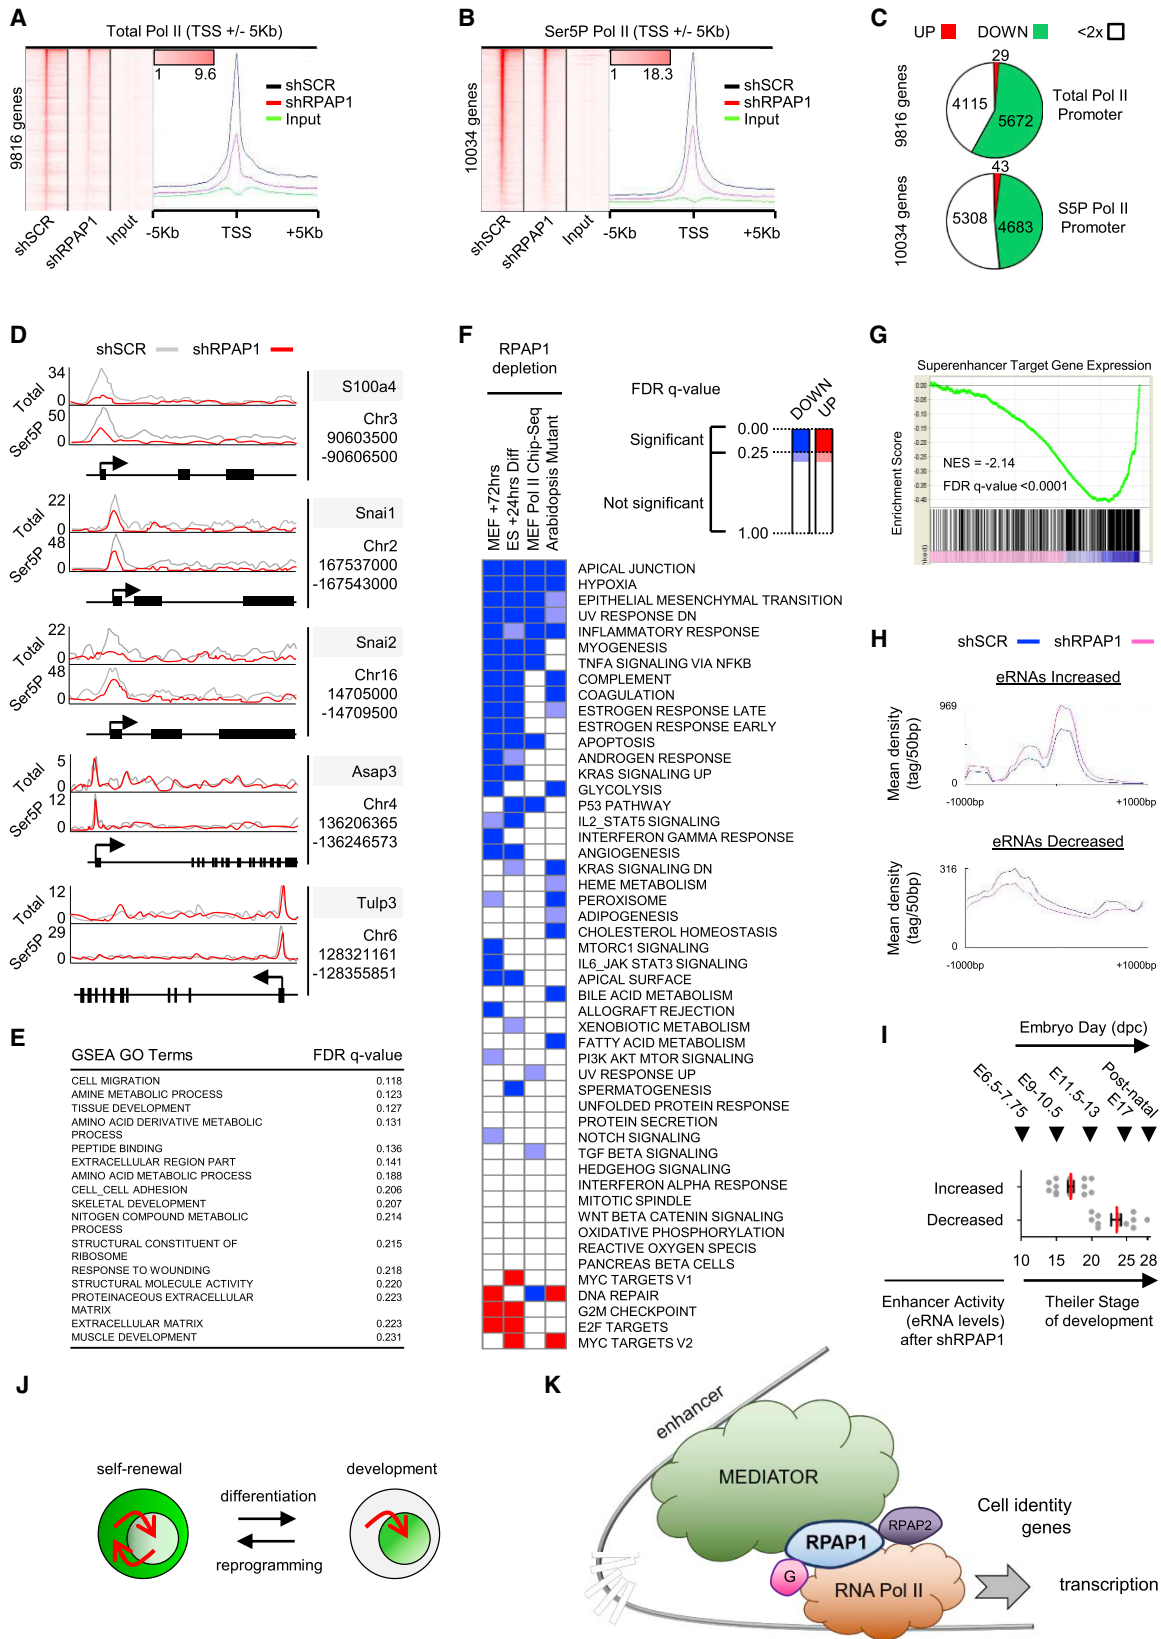 A
Total Pol II (TSS +/- 5Kb)
9816 genes
1 9.6
shSCR
shRPAP1
Input
shSCR
shRPAP1
Input
-5Kb TSS +5Kb
B
Ser5P Pol II (TSS +/- 5Kb)
10034 genes
1 18.3
shSCR
shRPAP1
Input
shSCR
shRPAP1
Input
-5Kb TSS +5Kb
C
UP DOWN <2x
9816 genes
29
4115
5672
Total Pol II
Promoter
10034 genes
43
5308
4683
S5P Pol II
Promoter
D
shSCR shRPAP1
Total
34
0
Ser5P
50
0
S100a4
Chr3
90603500
-90606500
Total
22
0
Ser5P
48
0
Snai1
Chr2
167537000
-167543000
Total
22
0
Ser5P
48
0
Snai2
Chr16
14705000
-14709500
Total
5
0
Ser5P
12
0
Asap3
Chr4
136206365
-136246573
Total
12
0
Ser5P
29
0
Tulp3
Chr6
128321161
-128355851
E
GSEA GO Terms FDR q-value
CELL MIGRATION 0.118
AMINE METABOLIC PROCESS 0.123
TISSUE DEVELOPMENT 0.127
AMINO ACID DERIVATIVE METABOLIC 0.131
PROCESS
PEPTIDE BINDING 0.136
EXTRACELLULAR REGION PART 0.141
AMINO ACID METABOLIC PROCESS 0.188
CELL_CELL ADHESION 0.206
SKELETAL DEVELOPMENT 0.207
NITOGEN COMPOUND METABOLIC 0.214
PROCESS
STRUCTURAL CONSTITUENT OF 0.215
RIBOSOME
RESPONSE TO WOUNDING 0.218
STRUCTURAL MOLECULE ACTIVITY 0.220
PROTEINACEOUS EXTRACELLULAR 0.223
MATRIX
EXTRACELLULAR MATRIX 0.223
MUSCLE DEVELOPMENT 0.231
F
RPAP1
depletion
MEF +72hrs
ES +24hrs Diff
MEF Pol II Chip-Seq
Arabidopsis Mutant
FDR q-value
DOWN
UP
Significant
Not significant
0.00
0.25
1.00
APICAL JUNCTION
HYPOXIA
EPITHELIAL MESENCHYMAL TRANSITION
UV RESPONSE DN
INFLAMMATORY RESPONSE
MYOGENESIS
TNFA SIGNALING VIA NFKB
COMPLEMENT
COAGULATION
ESTROGEN RESPONSE LATE
ESTROGEN RESPONSE EARLY
APOPTOSIS
ANDROGEN RESPONSE
KRAS SIGNALING UP
GLYCOLYSIS
P53 PATHWAY
IL2_STAT5 SIGNALING
INTERFERON GAMMA RESPONSE
ANGIOGENESIS
KRAS SIGNALING DN
HEME METABOLISM
PEROXISOME
ADIPOGENESIS
CHOLESTEROL HOMEOSTASIS
MTORC1 SIGNALING
IL6_JAK STAT3 SIGNALING
APICAL SURFACE
BILE ACID METABOLISM
ALLOGRAFT REJECTION
XENOBIOTIC METABOLISM
FATTY ACID METABOLISM
PI3K AKT MTOR SIGNALING
UV RESPONSE UP
SPERMATOGENESIS
UNFOLDED PROTEIN RESPONSE
PROTEIN SECRETION
NOTCH SIGNALING
TGF BETA SIGNALING
HEDGEHOG SIGNALING
INTERFERON ALPHA RESPONSE
MITOTIC SPINDLE
WNT BETA CATENIN SIGNALING
OXIDATIVE PHOSPHORYLATION
REACTIVE OXYGEN SPECIS
PANCREAS BETA CELLS
MYC TARGETS V1
DNA REPAIR
G2M CHECKPOINT
E2F TARGETS
MYC TARGETS V2
G
Superenhancer Target Gene Expression
Enrichment Score
0.00
-0.05
-0.10
-0.15
-0.20
-0.25
-0.30
-0.35
-0.40
NES = -2.14
FDR q-value <0.0001
H
shSCR shRPAP1
eRNAs Increased
Mean density
(tag/50bp)
969
0
-1000bp +1000bp
eRNAs Decreased
Mean density
(tag/50bp)
316
0
-1000bp +1000bp
I
Embryo Day (dpc)
E6.5-7.75
E9-10.5
E11.5-13
E17
Post-natal
Increased
Decreased
10 15 20 25 28
Enhancer Activity
(eRNA levels)
after shRPAP1
Theiler Stage
of development
J
self-renewal
development
differentiation
reprogramming
K
enhancer
MEDIATOR
RPAP1
RPAP2
G
RNA Pol II
Cell identity
genes
transcription